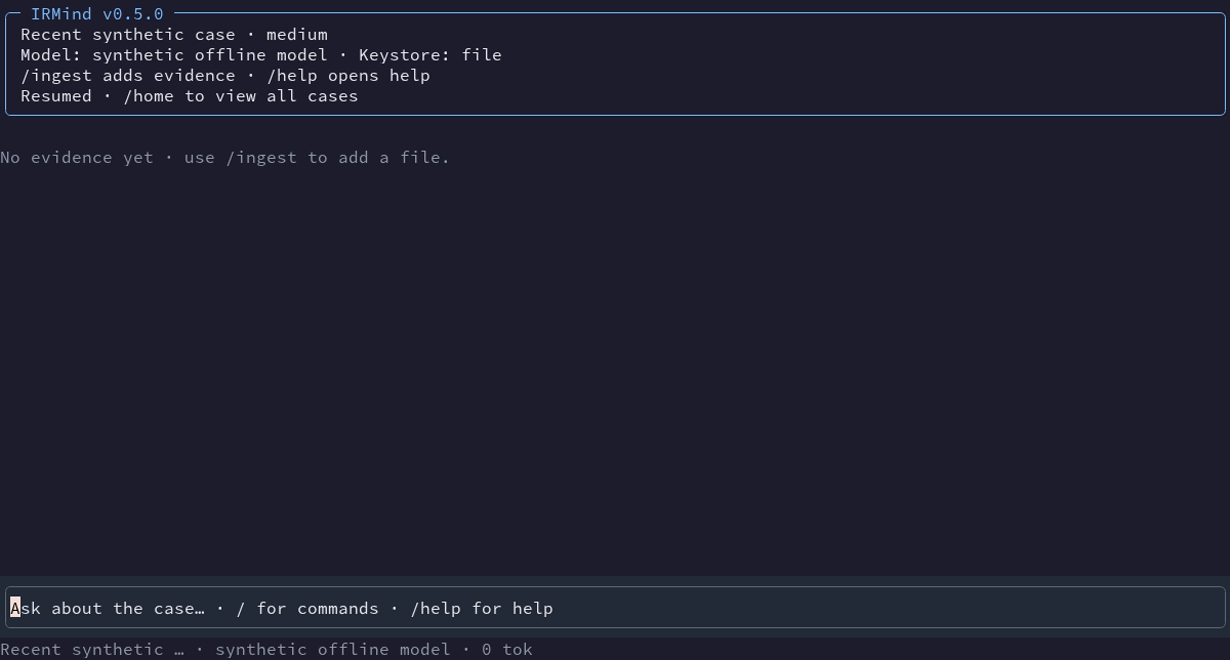 IRMind v0.5.0
Recent synthetic case · medium
Model: synthetic offline model · Keystore: file
/ingest adds evidence · /help opens help
Resumed · /home to view all cases
No evidence yet · use /ingest to add a file.
Ask about the case… · / for commands · /help for help
Recent synthetic … · synthetic offline model · 0 tok